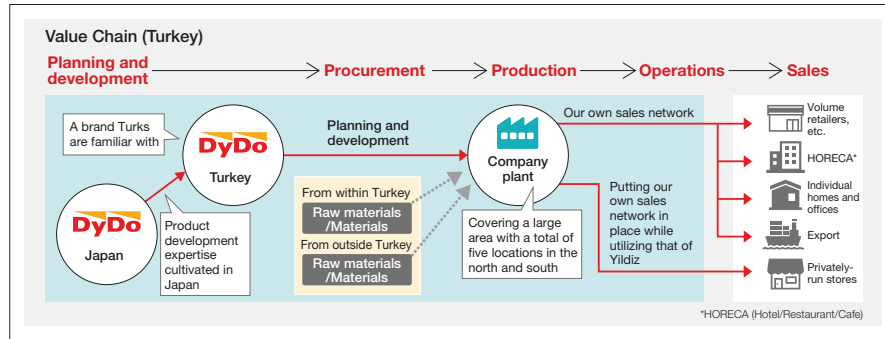 Value Chain (Turkey)
Planning and
development
Procurement
Production
Operations
Sales
A brand Turks
are familiar with
DyDo
Turkey
DyDo
Japan
Product
development
expertise
cultivated in
Japan
Planning and
development
From within Turkey
Raw materials
/Materials
From outside Turkey
Raw materials
/Materials
Company
plant
Covering a large
area with a total of
five locations in the
north and south
Our own sales network
Putting our
own sales
network in
place while
utilizing that of
Yildiz
Volume
retailers,
etc.
HORECA*
Individual
homes and
offices
Export
Privately-
run stores
*HORECA (Hotel/Restaurant/Cafe)